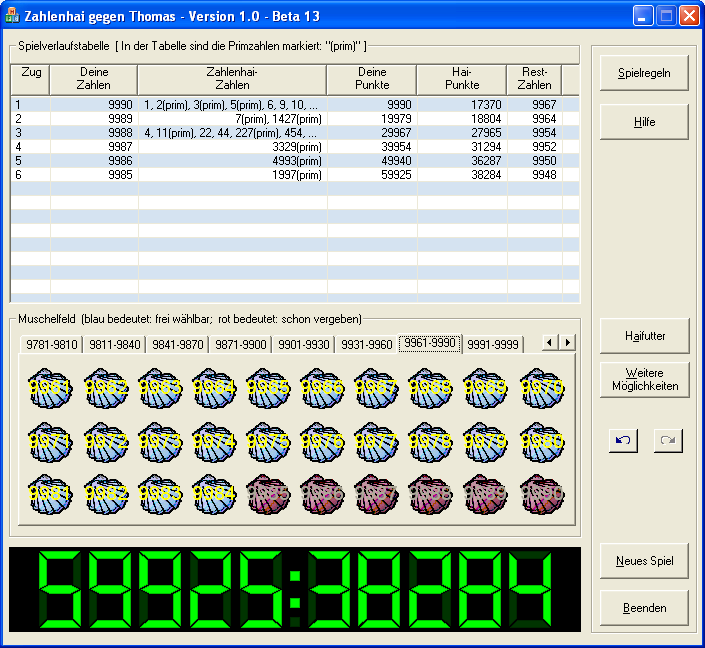 Zahlenhai gegen Thomas - Version 1.0 - Beta 13
Spielverlaufstabelle [ In der Tabelle sind die Primzahlen markiert: "(prim)" ]
Zug Deine Zahlen Zahlenhai- Zahlen Deine Punkte Hai- Punkte Rest- Zahlen
1 9990 1, 2(prim), 3(prim), 5(prim), 6, 9, 10, ... 9990 17370 9967
2 9989 7(prim), 1427(prim) 19979 18804 9964
3 9988 4, 11(prim), 22, 44, 227(prim), 454, ... 29967 27965 9954
4 9987 3329(prim) 39954 31294 9952
5 9986 4993(prim) 49940 36287 9950
6 9985 1997(prim) 59925 38284 9948
Muschelfeld (blau bedeutet: frei wählbar; rot bedeutet: schon vergeben)
9781-9810 9811-9840 9841-9870 9871-9900 9901-9930 9931-9960 9961-9990 9991-9999
9961 9962 9963 9964 9965 9966 9967 9968 9969 9970
9971 9972 9973 9974 9975 9976 9977 9978 9979 9980
9981 9982 9983 9984 9985 9986 9987 9988 9989 9990
59925:38284
Spielregeln
Hilfe
Haifutter
Weitere
Möglichkeiten
Neues Spiel
Beenden